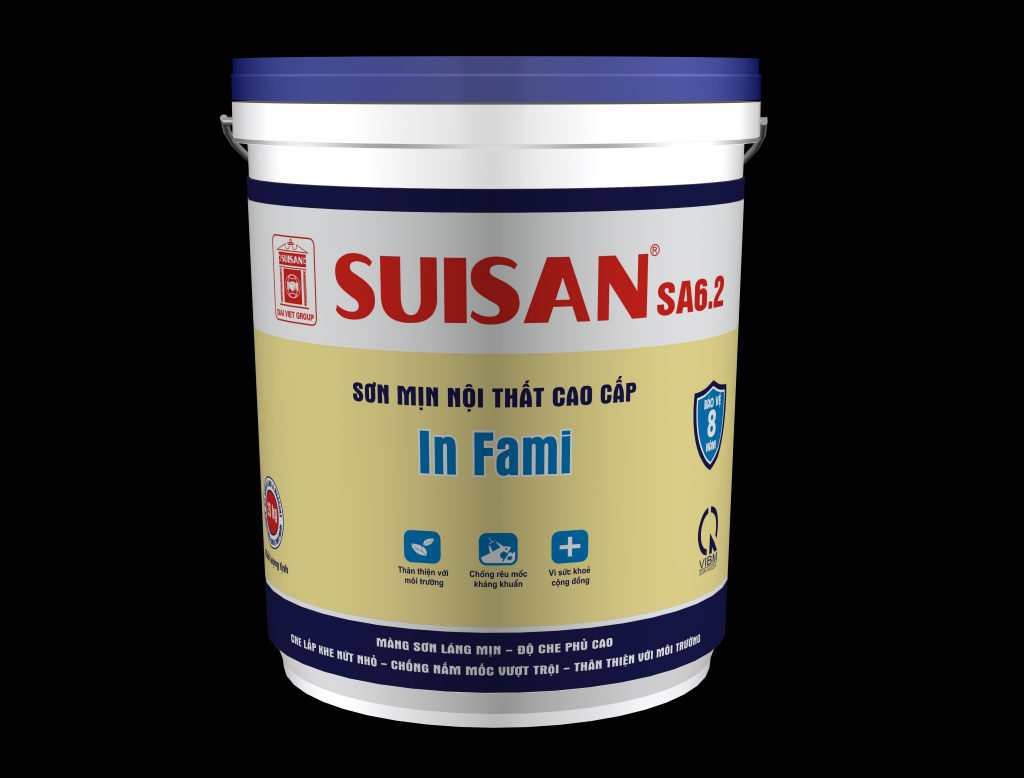 SUISAN
DAI VIET GROUP
SUISAN®
SA6.2
SƠN MỊN NỘI THẤT CAO CẤP
In Fami
BẢO VỆ
8
NĂM
Thân thiện với
môi trường
Chống rêu mốc
kháng khuẩn
Vì sức khoẻ
cộng đồng
VIBM
MÀNG SƠN LÁNG MỊN – ĐỘ CHE PHỦ CAO
CHE LẤP KHE NỨT NHỎ – CHỐNG NẤM MỐC VƯỢT TRỘI – THÂN THIỆN VỚI MÔI TRƯỜNG